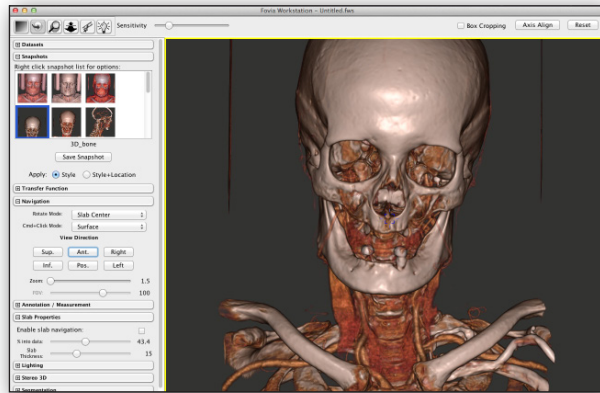 Fovia Workstation – Untitled.fws
Sensitivity
Box Cropping
Axis Align
Reset
Datasets
Snapshots
Right click snapshot list for options:
3D_bone
Save Snapshot
Apply: Style Style+Location
Transfer Function
Navigation
Rotate Mode: Slab Center
Cmd+Click Mode: Surface
View Direction
Sup. Ant. Right
Inf. Pos. Left
Zoom: 1.5
FOV: 100
Annotation / Measurement
Slab Properties
Enable slab navigation:
% into data: 43.4
Slab Thickness: 15
Lighting
Stereo 3D
Segmentation